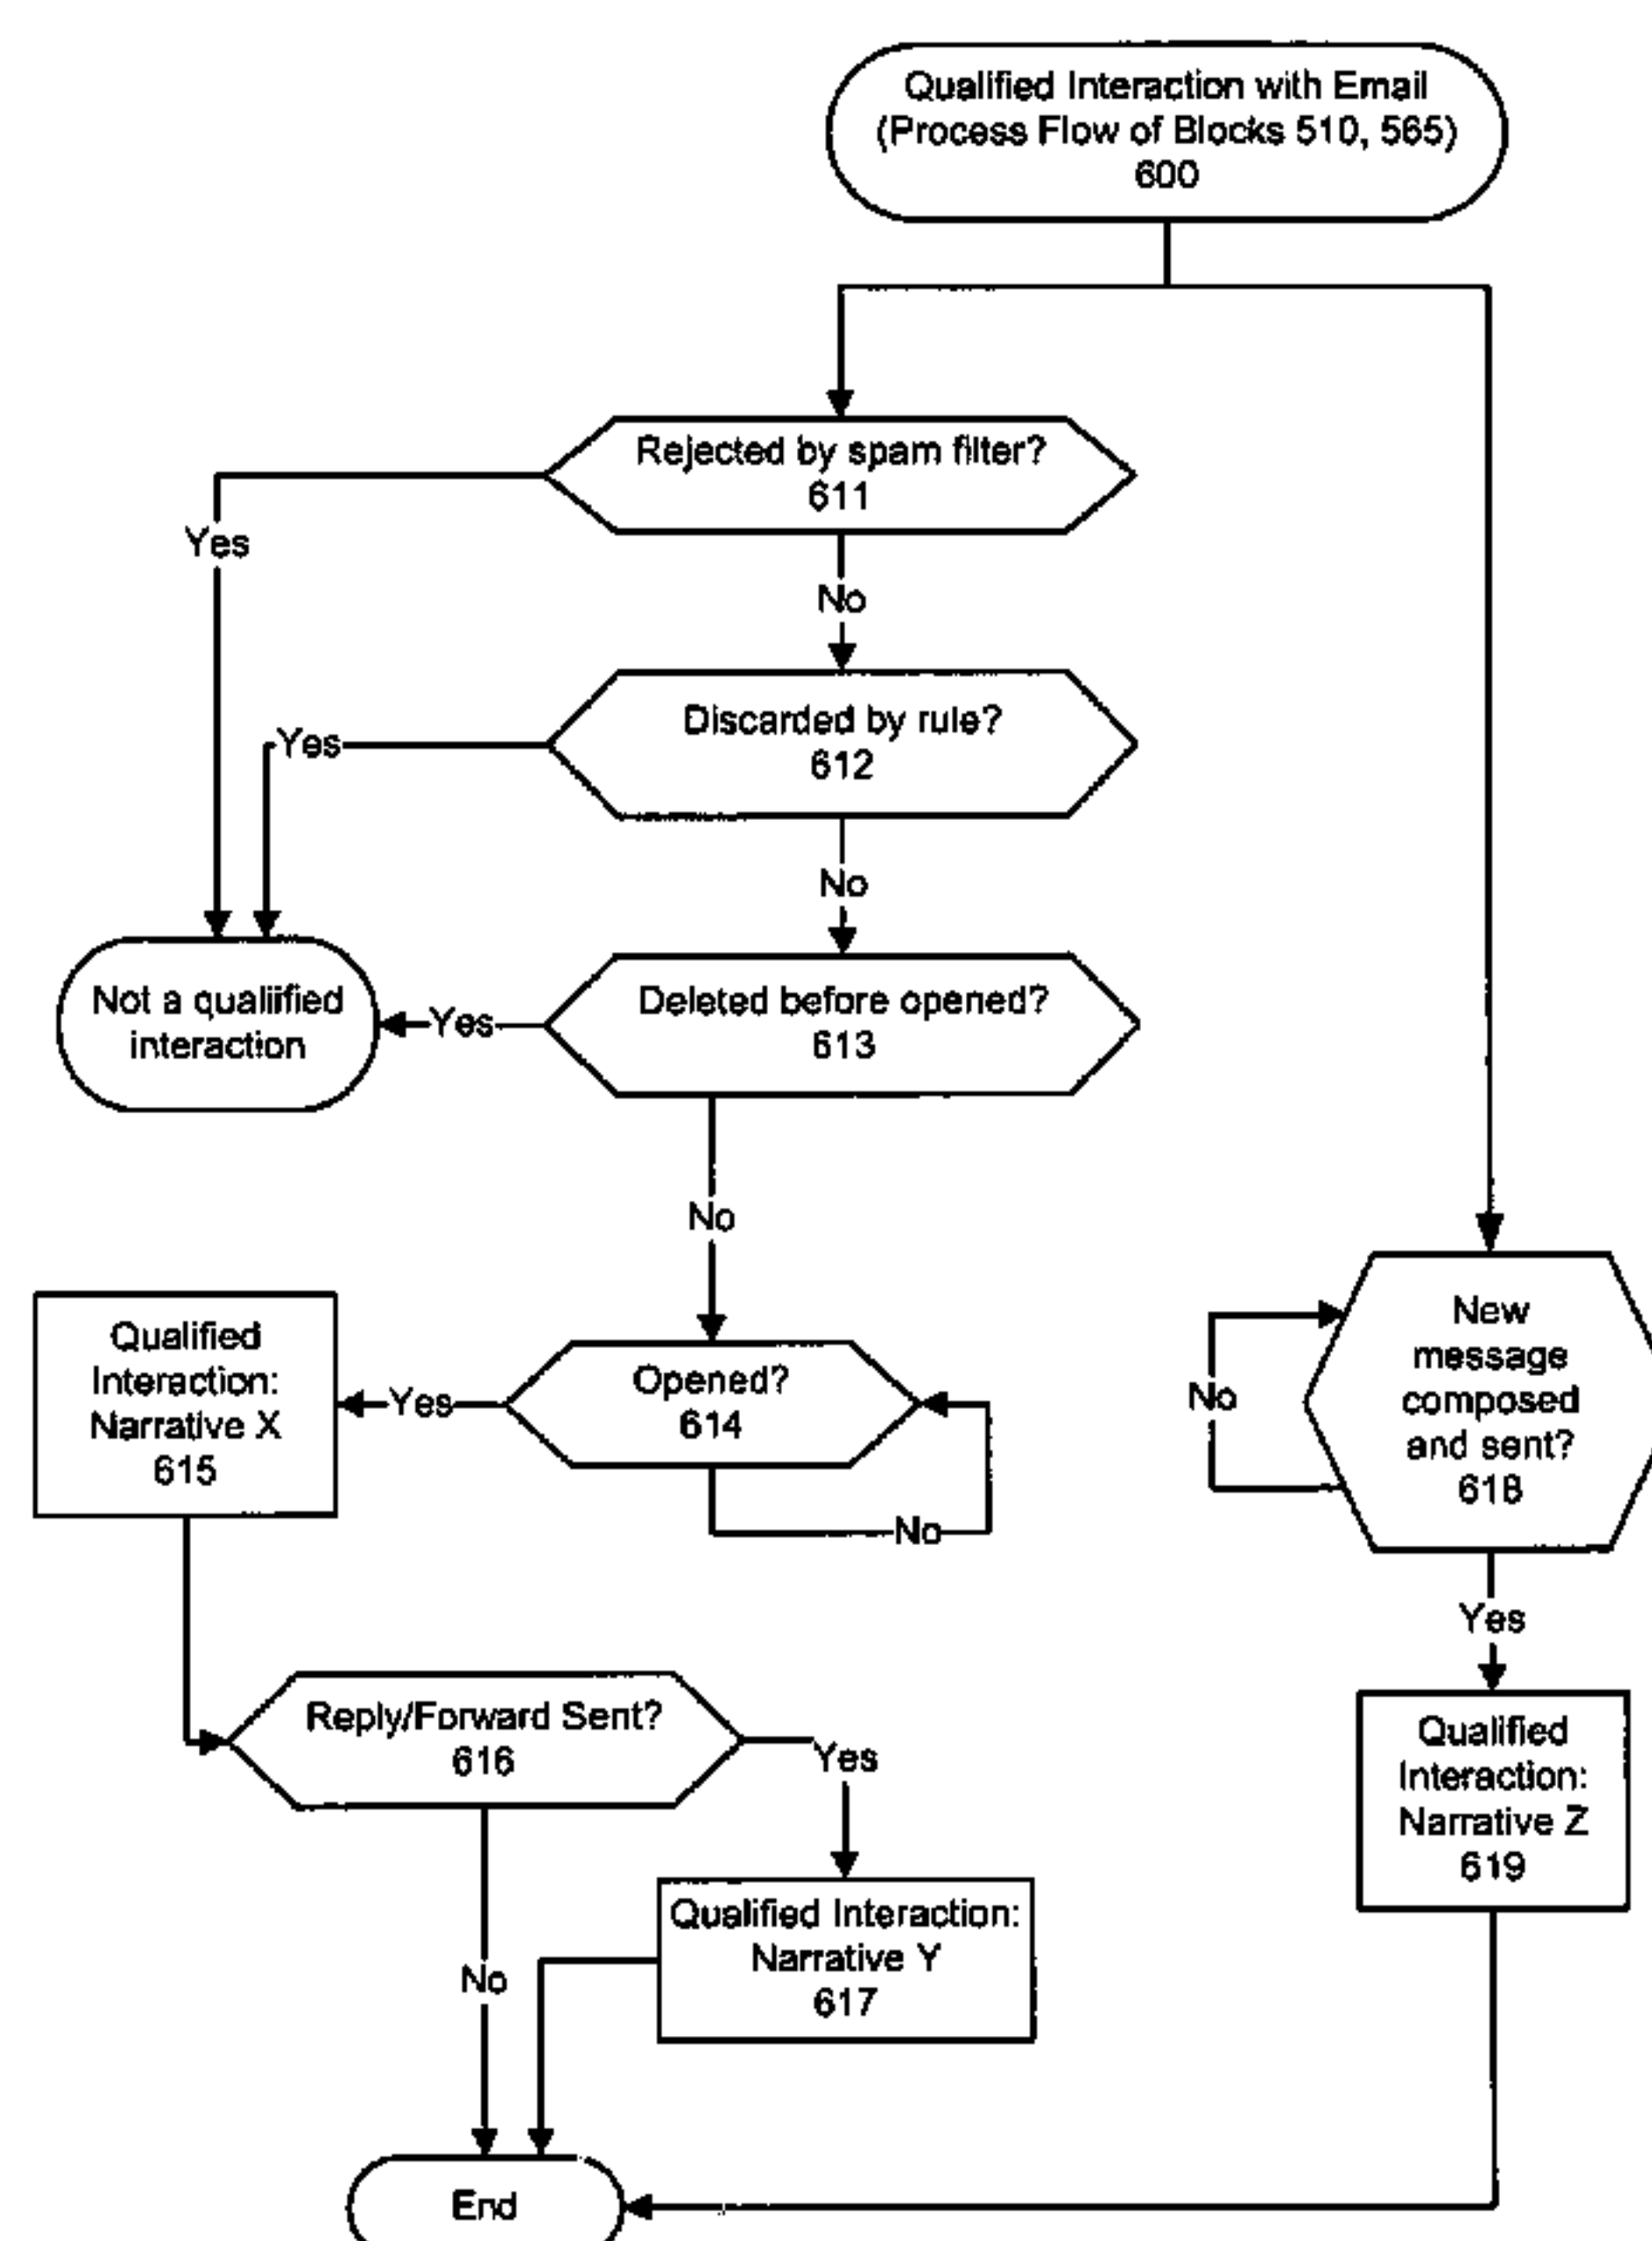 Qualified Interaction with Email
(Process Flow of Blocks 510, 565)
600
Rejected by spam filter?
611
Yes
No
Discarded by rule?
612
Yes
No
Not a qualiified
interaction
Yes
Deleted before opened?
613
No
Qualified
Interaction:
Narrative X
615
Yes
Opened?
614
No
New
message
composed
and sent?
618
No
Yes
Reply/Forward Sent?
616
Yes
No
Qualified Interaction:
Narrative Y
617
Qualified
Interaction:
Narrative Z
619
End